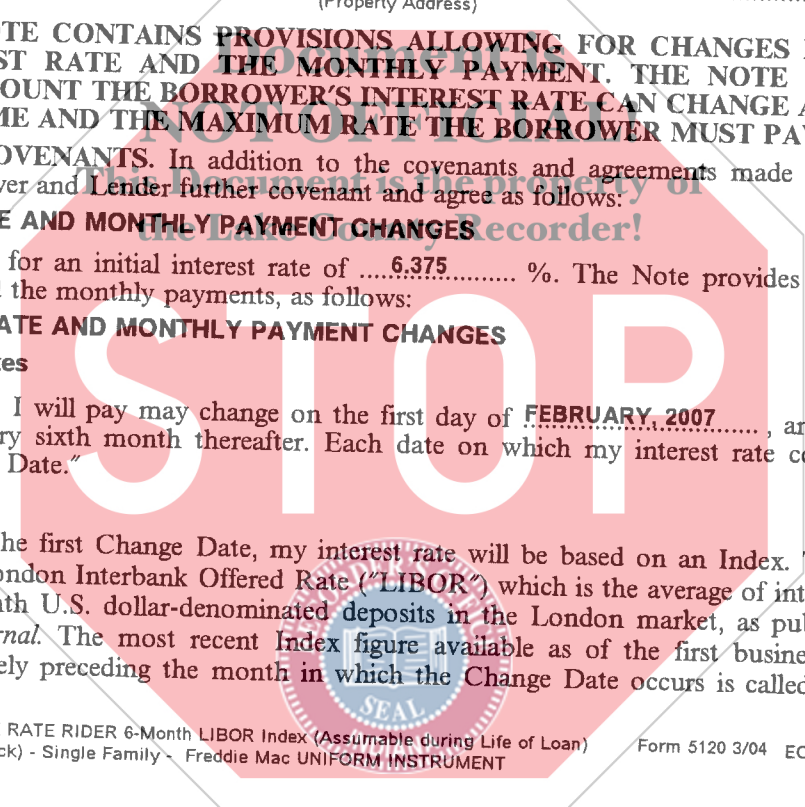 (Property Address)
TE CONTAINS PROVISIONS ALLOWING FOR CHANGES
ST RATE AND THE MONTHLY PAYMENT. THE NOTE
OUNT THE BORROWER'S INTEREST RATE CAN CHANGE A
ME AND THE MAXIMUM RATE THE BORROWER MUST PA
OVENANTS. In addition to the covenants and agreements made
ver and Lender further covenant and agree as follows:
E AND MONTHLY PAYMENT CHANGES
for an initial interest rate of .....6.375........... %. The Note provides
the monthly payments, as follows:
ATE AND MONTHLY PAYMENT CHANGES
tes
I will pay may change on the first day of FEBRUARY, 2007 ...... , an
ry sixth month thereafter. Each date on which my interest rate co
Date."
he first Change Date, my interest rate will be based on an Index. T
ondon Interbank Offered Rate ("LIBOR") which is the average of int
nth U.S. dollar-denominated deposits in the London market, as pul
rnal. The most recent Index figure available as of the first busine
ely preceding the month in which the Change Date occurs is called
RATE RIDER 6-Month LIBOR Index (Assumable during Life of Loan) Form 5120 3/04
ck) - Single Family - Freddie Mac UNIFORM INSTRUMENT
Document is
NOT OFFICIAL!
This Document is the property of
the Lake County Recorder!
STOP
SEAL
INDIANA